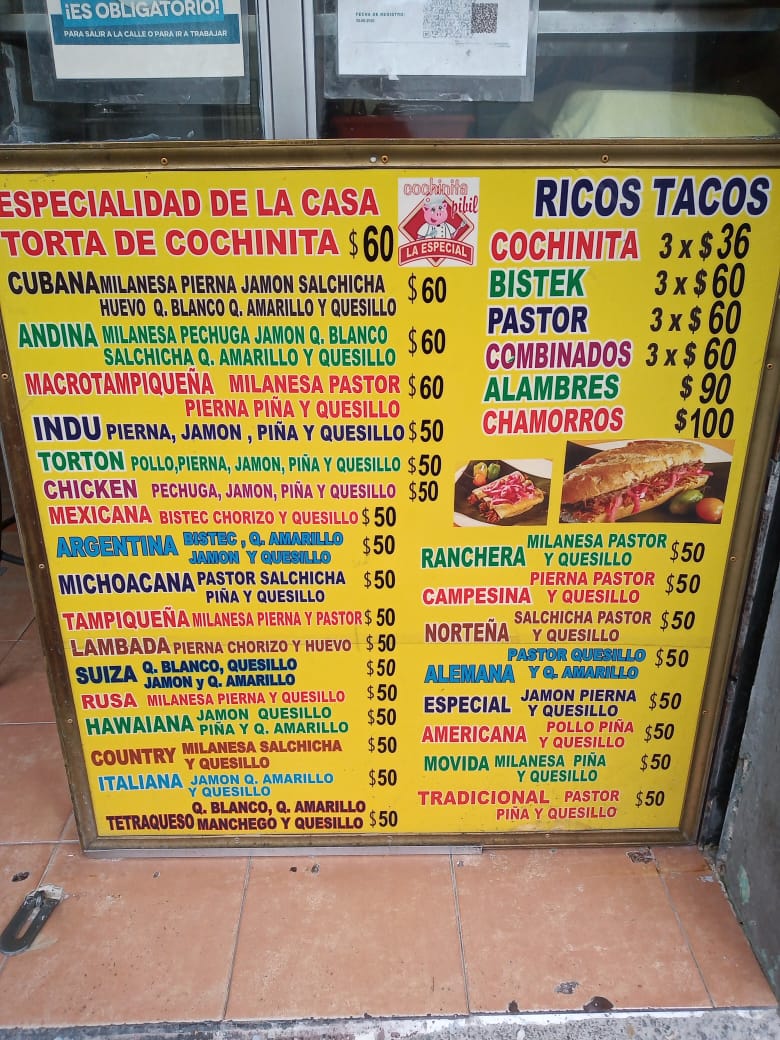 ¡ES OBLIGATORIO!
PARA SALIR A LA CALLE O PARA IR A TRABAJAR
FECHA DE REGISTRO:
ESPECIALIDAD DE LA CASA
TORTA DE COCHINITA $60
cochinita
pibil
LA ESPECIAL
CUBANA MILANESA PIERNA JAMON SALCHICHA
HUEVO Q. BLANCO Q. AMARILLO Y QUESILLO $60
ANDINA MILANESA PECHUGA JAMON Q. BLANCO
SALCHICHA Q. AMARILLO Y QUESILLO $60
MACROTAMPIQUEÑA MILANESA PASTOR $60
PIERNA PIÑA Y QUESILLO
INDU PIERNA, JAMON , PIÑA Y QUESILLO $50
TORTON POLLO,PIERNA, JAMON, PIÑA Y QUESILLO $50
CHICKEN PECHUGA, JAMON, PIÑA Y QUESILLO $50
MEXICANA BISTEC CHORIZO Y QUESILLO $50
ARGENTINA BISTEC , Q. AMARILLO $50
JAMON Y QUESILLO
MICHOACANA PASTOR SALCHICHA $50
PIÑA Y QUESILLO
TAMPIQUEÑA MILANESA PIERNA Y PASTOR $50
LAMBADA PIERNA CHORIZO Y HUEVO $50
SUIZA Q. BLANCO, QUESILLO $50
JAMON y Q. AMARILLO
RUSA MILANESA PIERNA Y QUESILLO $50
HAWAIANA JAMON QUESILLO $50
PIÑA Y Q. AMARILLO
COUNTRY MILANESA SALCHICHA $50
Y QUESILLO
ITALIANA JAMON Q. AMARILLO $50
Y QUESILLO
Q. BLANCO, Q. AMARILLO
TETRAQUESO MANCHEGO Y QUESILLO $50
RICOS TACOS
COCHINITA 3 x $36
BISTEK 3 x $60
PASTOR 3 x $60
COMBINADOS 3 x $60
ALAMBRES $90
CHAMORROS $100
RANCHERA MILANESA PASTOR $50
Y QUESILLO
CAMPESINA PIERNA PASTOR $50
Y QUESILLO
NORTEÑA SALCHICHA PASTOR $50
Y QUESILLO
PASTOR QUESILLO $50
ALEMANA Y Q. AMARILLO
ESPECIAL JAMON PIERNA $50
Y QUESILLO
AMERICANA POLLO PIÑA $50
Y QUESILLO
MOVIDA MILANESA PIÑA $50
Y QUESILLO
TRADICIONAL PASTOR $50
PIÑA Y QUESILLO